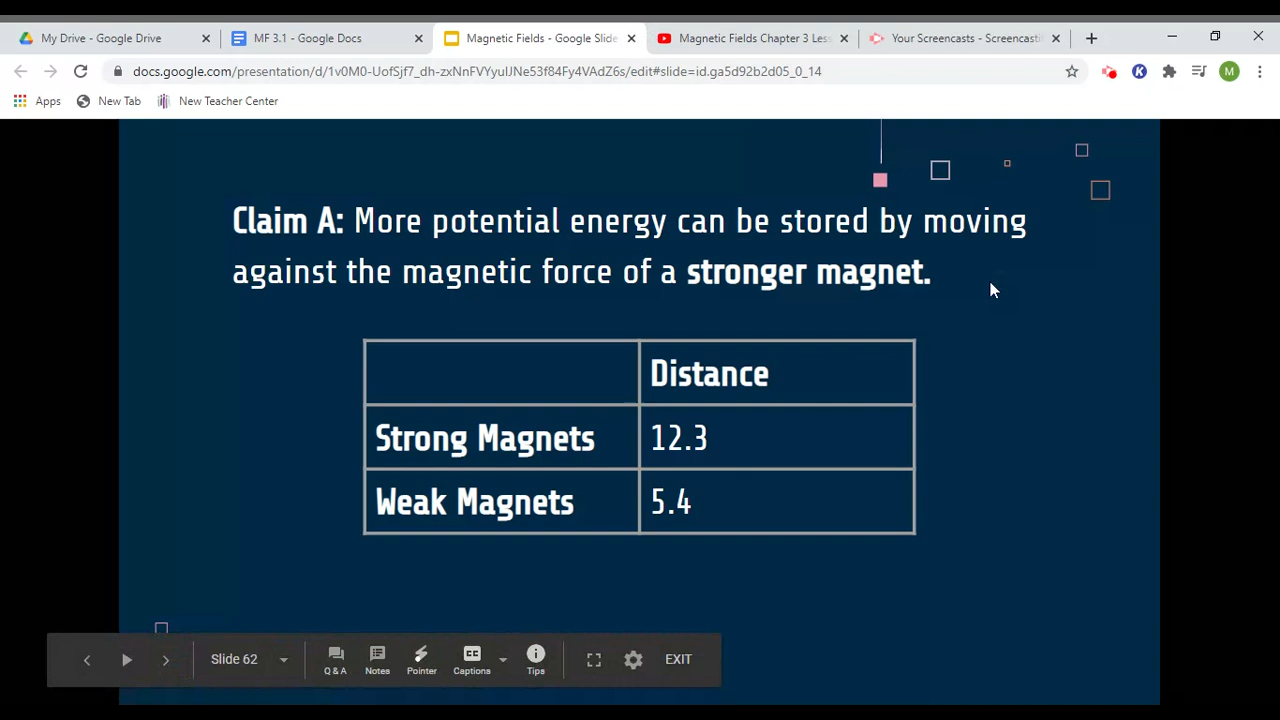 My Drive - Google Drive
MF 3.1 - Google Docs
Magnetic Fields - Google Slide
Magnetic Fields Chapter 3 Less
Your Screencasts - Screencasti
docs.google.com/presentation/d/1v0M0-UofSjf7_dh-zxNnFVYyulJNe53f84Fy4VAdZ6s/edit#slide=id.ga5d92b2d05_0_14
K
M
Apps
New Tab
New Teacher Center
Claim A: More potential energy can be stored by moving
against the magnetic force of a stronger magnet.
Distance
Strong Magnets 12.3
Weak Magnets 5.4
Slide 62
Q & A
Notes
Pointer
CC
Captions
Tips
EXIT